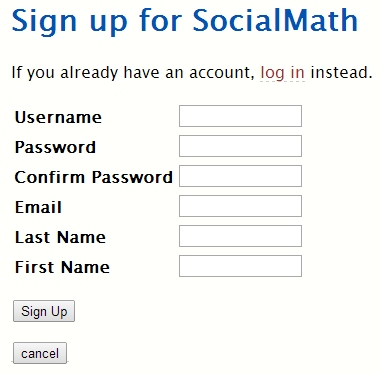 Sign up for SocialMath
If you already have an account, log in instead.
Username
Password
Confirm Password
Email
Last Name
First Name
Sign Up
cancel